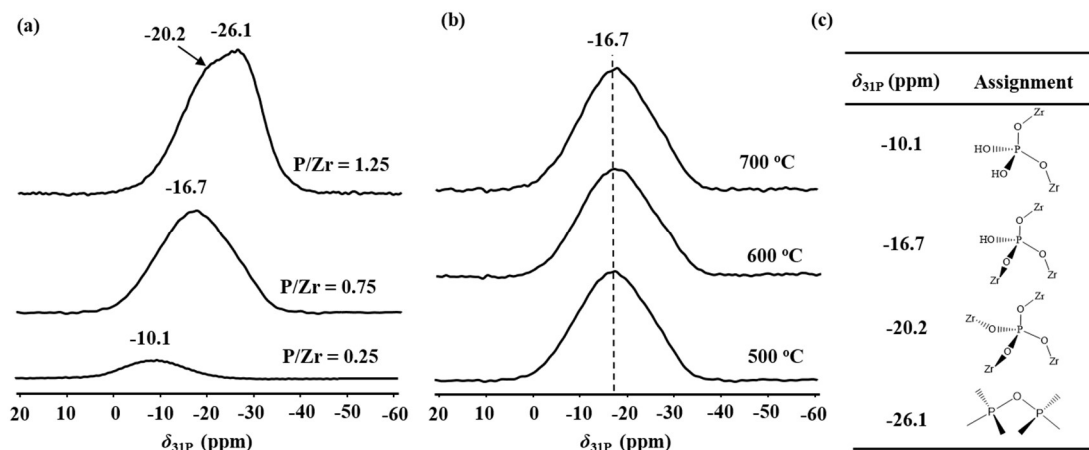 (a)
-26.1
-20.2
P/Zr = 1.25
-16.7
P/Zr = 0.75
-10.1
P/Zr = 0.25
20 10 0 -10 -20 -30 -40 -50 -60
δ31P (ppm)
(b)
-16.7
700 °C
600 °C
500 °C
20 10 0 -10 -20 -30 -40 -50 -60
δ31P (ppm)
(c)
δ31P (ppm) Assignment
-10.1
Zr
O
HO P
HO O
Zr
-16.7
Zr
O
HO P
O O
Zr Zr
-20.2
Zr
Zr O
O P
O O
Zr Zr
-26.1
O
P P